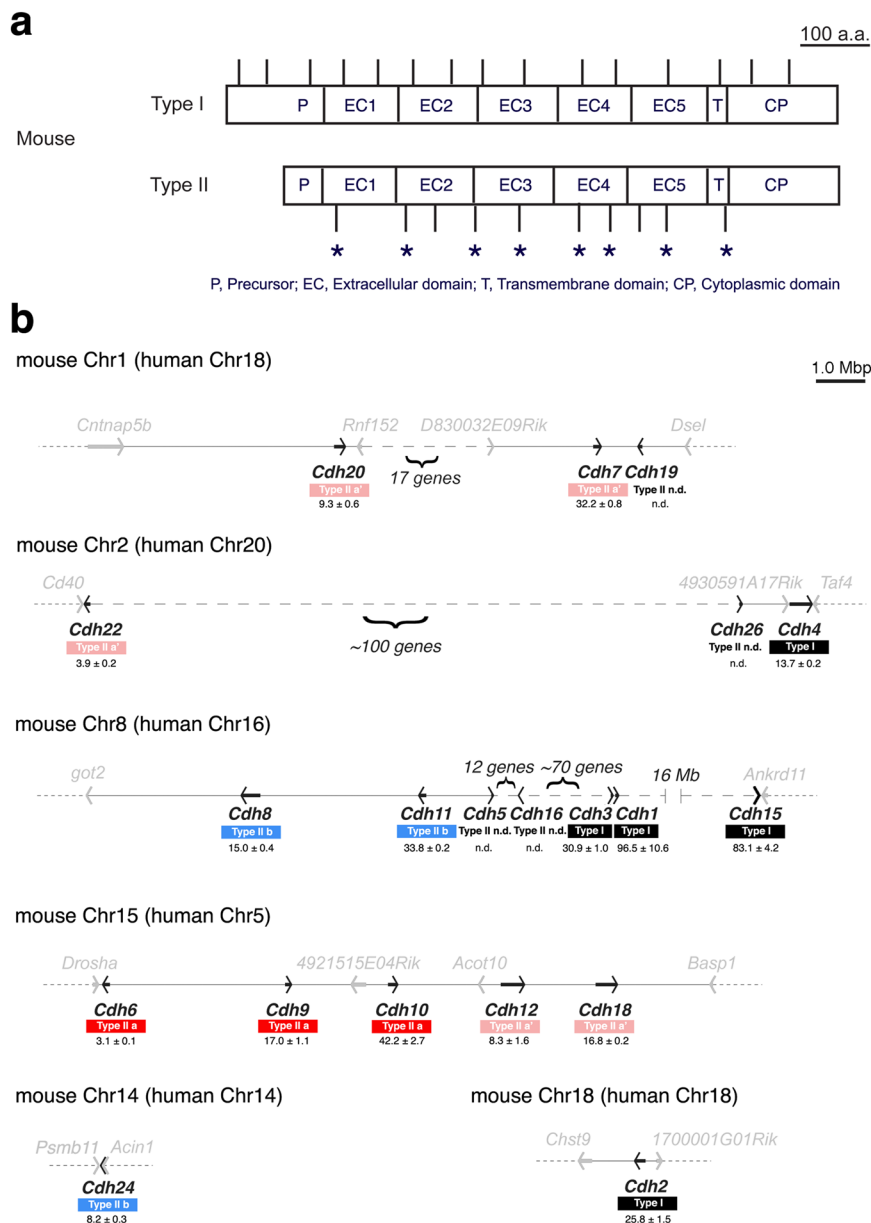 a
100 a.a.
Type I P EC1 EC2 EC3 EC4 EC5 T CP
Mouse
Type II P EC1 EC2 EC3 EC4 EC5 T CP
* * * * * * * *
P, Precursor; EC, Extracellular domain; T, Transmembrane domain; CP, Cytoplasmic domain
b
mouse Chr1 (human Chr18)
1.0 Mbp
Cntnap5b Rnf152 D830032E09Rik Dsel
Cdh20 17 genes Cdh7 Cdh19
Type II a' Type II a' Type II n.d.
9.3 ± 0.6 32.2 ± 0.8 n.d.
mouse Chr2 (human Chr20)
Cd40 4930591A17Rik Taf4
Cdh22 ~100 genes Cdh26 Cdh4
Type II a' Type II n.d. Type I
3.9 ± 0.2 n.d. 13.7 ± 0.2
mouse Chr8 (human Chr16)
got2 12 genes ~70 genes 16 Mb Ankrd11
Cdh8 Cdh11 Cdh5 Cdh16 Cdh3 Cdh1 Cdh15
Type II b Type II b Type II n.d. Type II n.d. Type I Type I Type I
15.0 ± 0.4 33.8 ± 0.2 n.d. n.d. 30.9 ± 1.0 96.5 ± 10.6 83.1 ± 4.2
mouse Chr15 (human Chr5)
Drosha 4921515E04Rik Acot10 Basp1
Cdh6 Cdh9 Cdh10 Cdh12 Cdh18
Type II a Type II a Type II a Type II a' Type II a'
3.1 ± 0.1 17.0 ± 1.1 42.2 ± 2.7 8.3 ± 1.6 16.8 ± 0.2
mouse Chr14 (human Chr14)
Psmb11 Acin1
Cdh24
Type II b
8.2 ± 0.3
mouse Chr18 (human Chr18)
Chst9 1700001G01Rik
Cdh2
Type I
25.8 ± 1.5